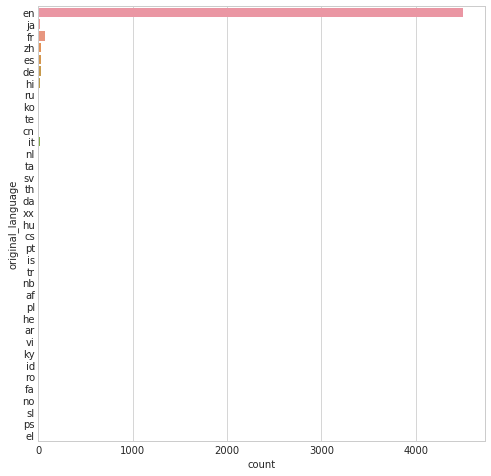 en
ja
fr
zh
es
de
hi
ru
ko
te
cn
it
nl
ta
sv
th
da
xx
hu
cs
pt
is
tr
nb
af
pl
he
ar
vi
ky
id
ro
fa
no
sl
ps
el
original_language
0 1000 2000 3000 4000
count